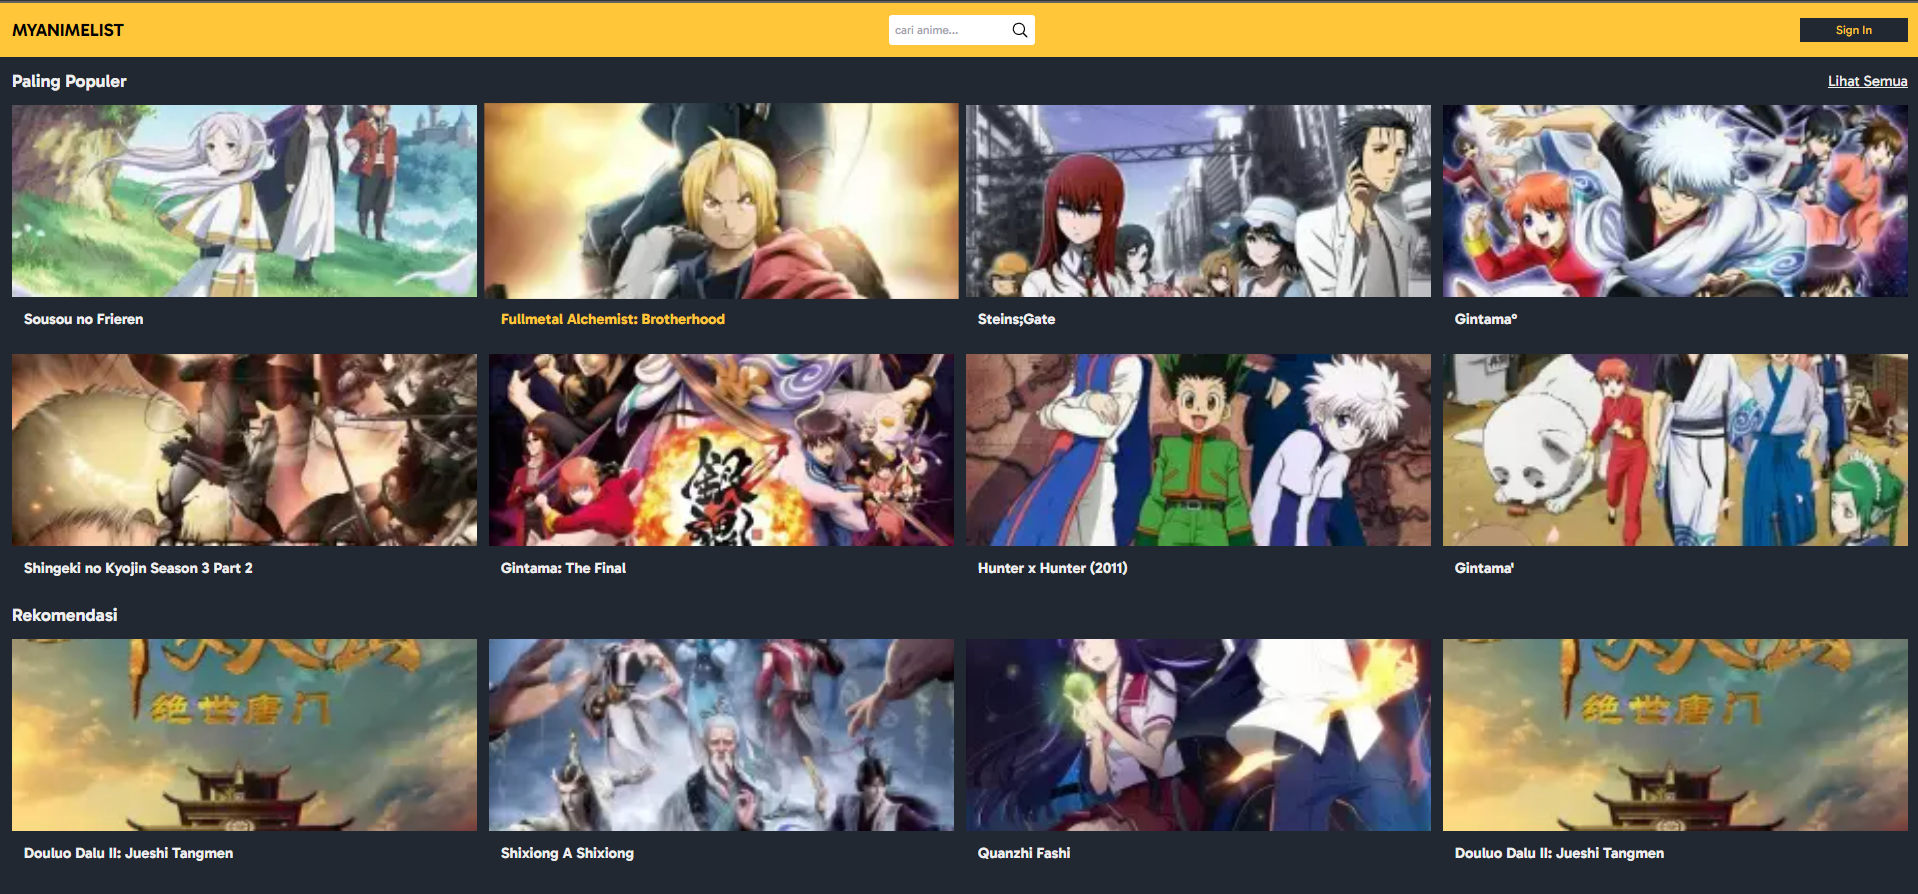 MYANIMELIST
cari anime...
Sign In
Paling Populer
Lihat Semua
Sousou no Frieren
Fullmetal Alchemist: Brotherhood
Steins;Gate
Gintama°
銀魂
Shingeki no Kyojin Season 3 Part 2
Gintama: The Final
Hunter x Hunter (2011)
Gintama'
Rekomendasi
绝世唐门
绝世唐门
Douluo Dalu II: Jueshi Tangmen
Shixiong A Shixiong
Quanzhi Fashi
Douluo Dalu II: Jueshi Tangmen